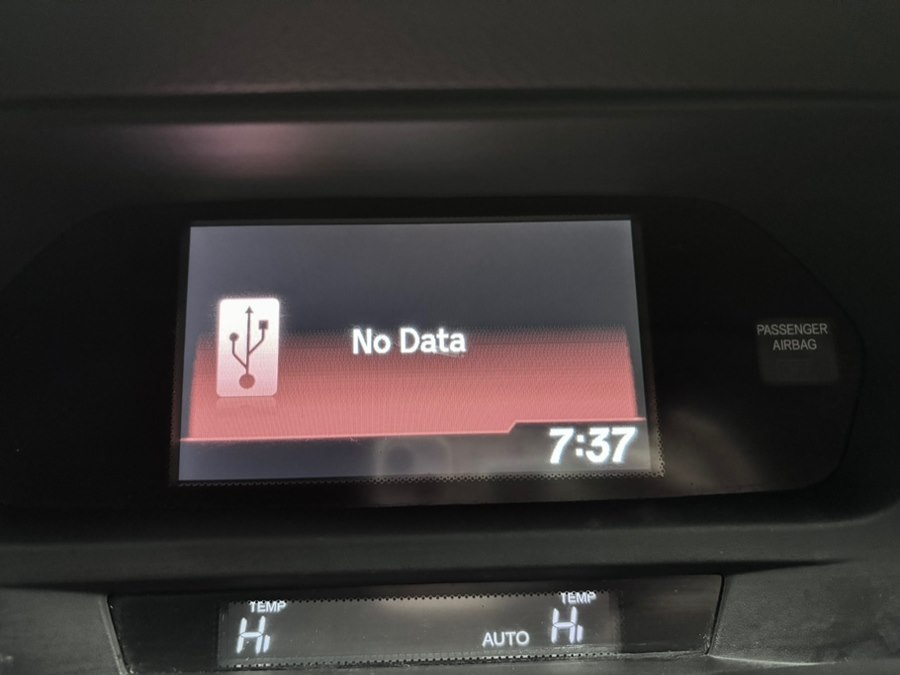 No Data
PASSENGER
AIRBAG
7:37
TEMP
Hi
AUTO
TEMP
Hi